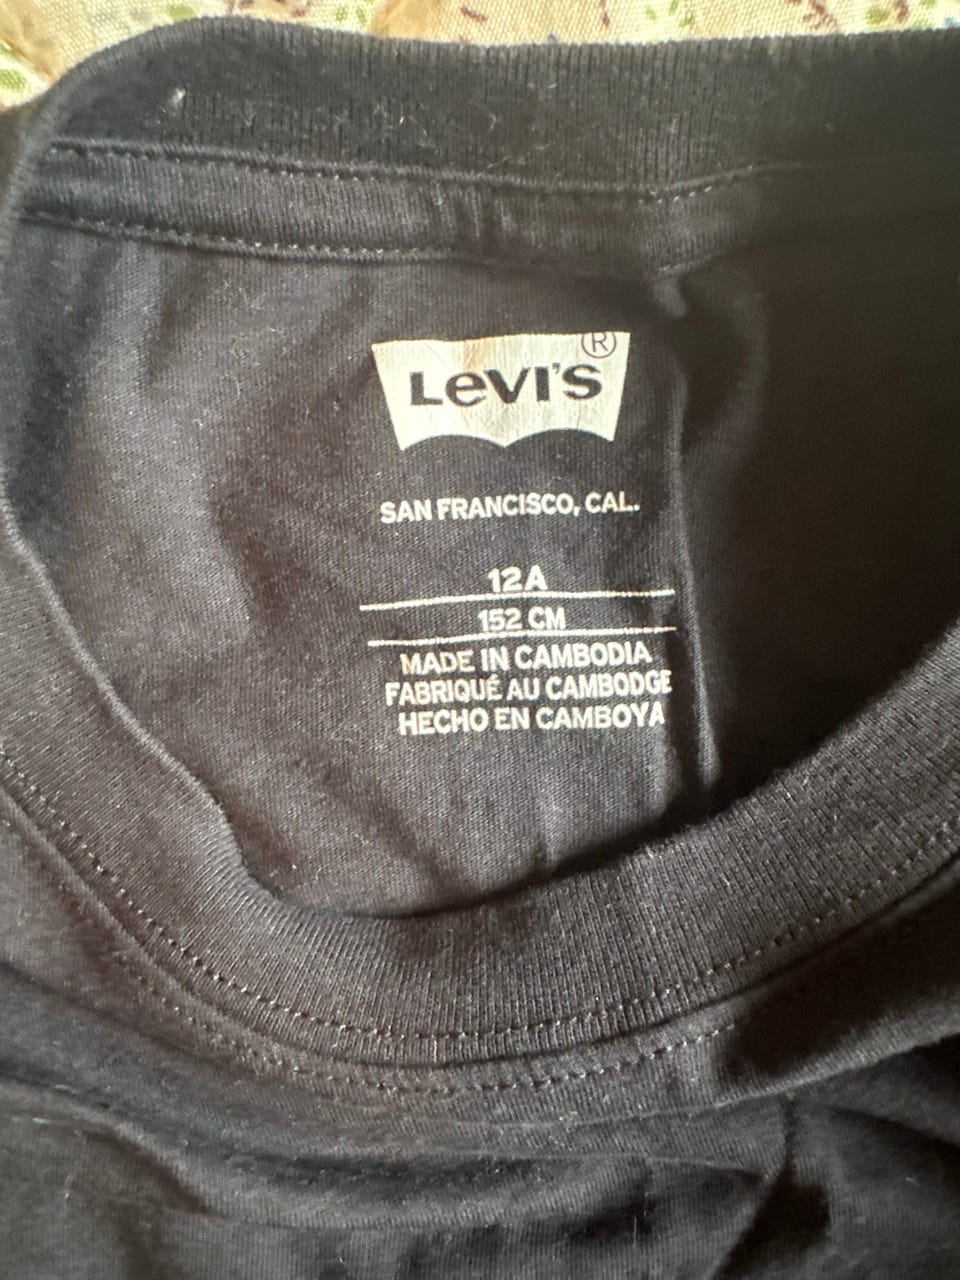 LEVI'S ®
SAN FRANCISCO, CAL.
12A
152 CM
MADE IN CAMBODIA
FABRIQUÉ AU CAMBODGE
HECHO EN CAMBOYA